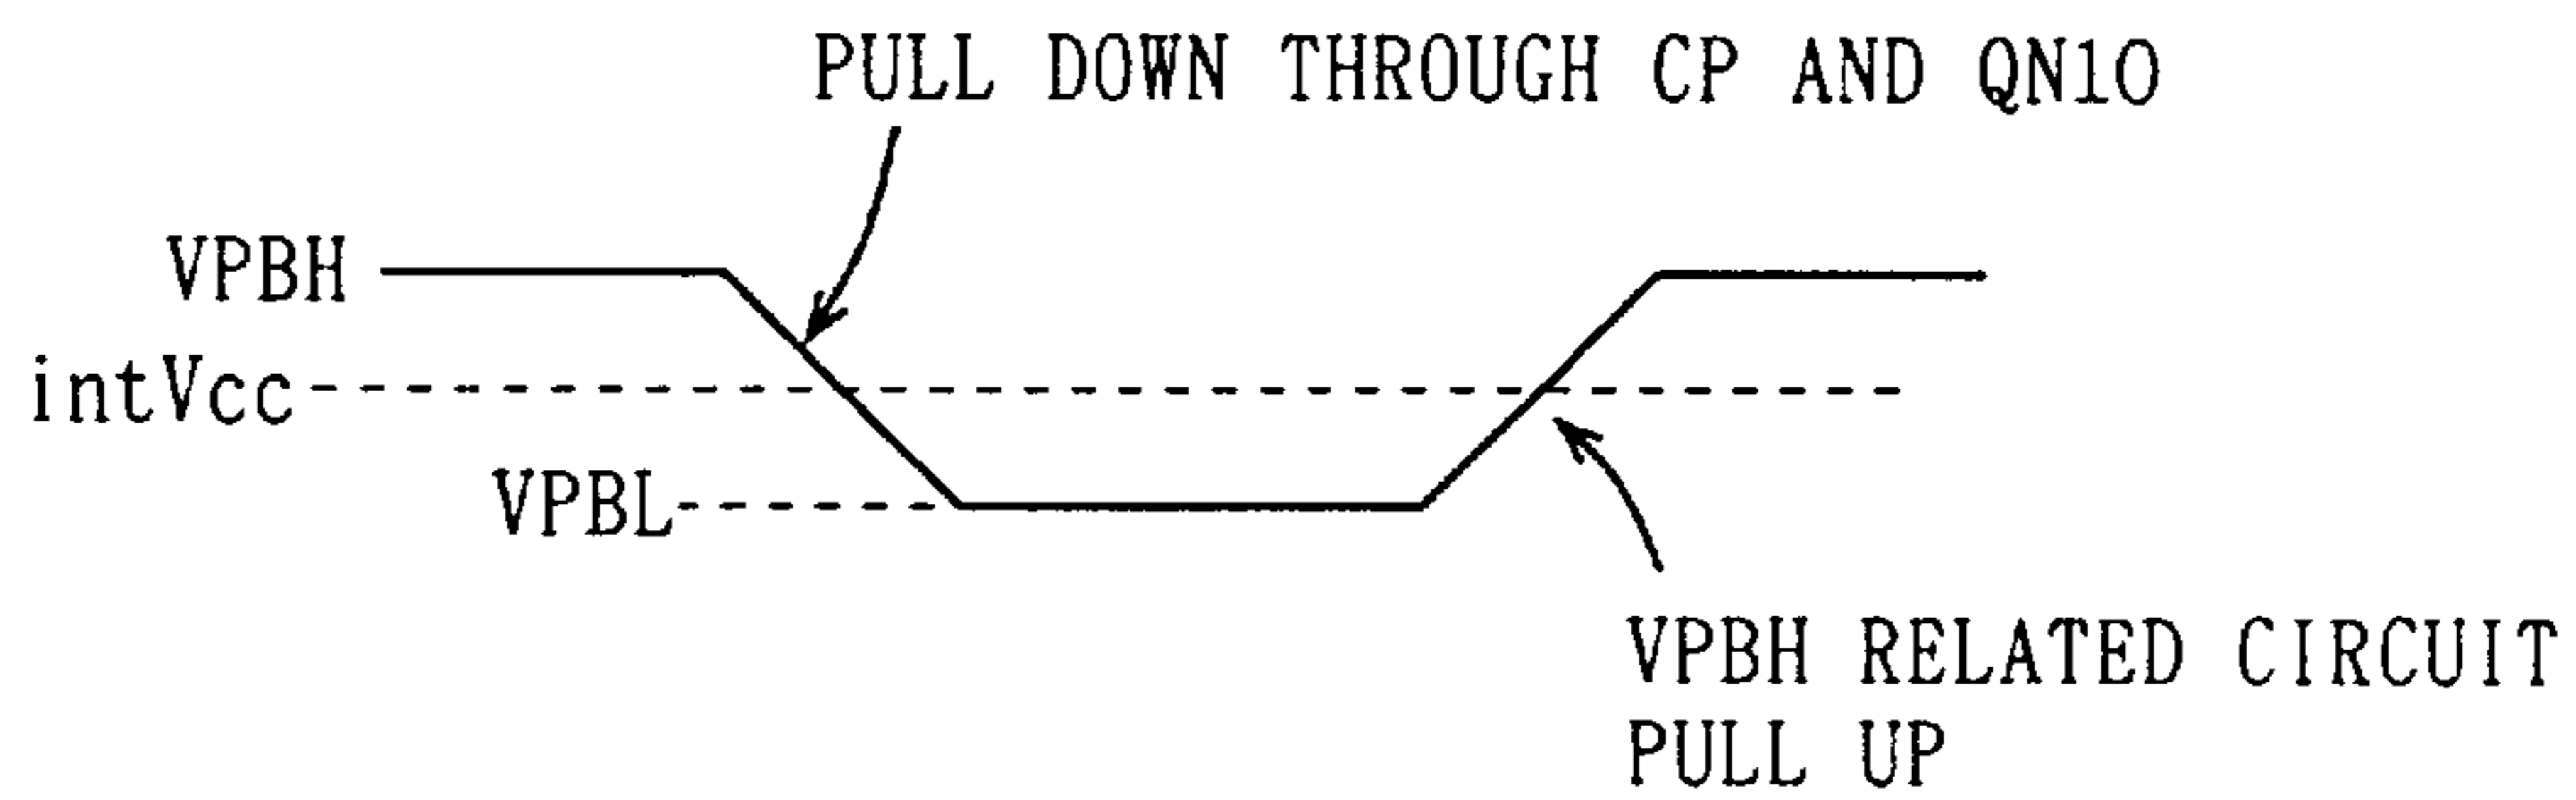 PULL DOWN THROUGH CP AND QN10
VPBH
intVcc
VPBL
VPBH RELATED CIRCUIT
PULL UP